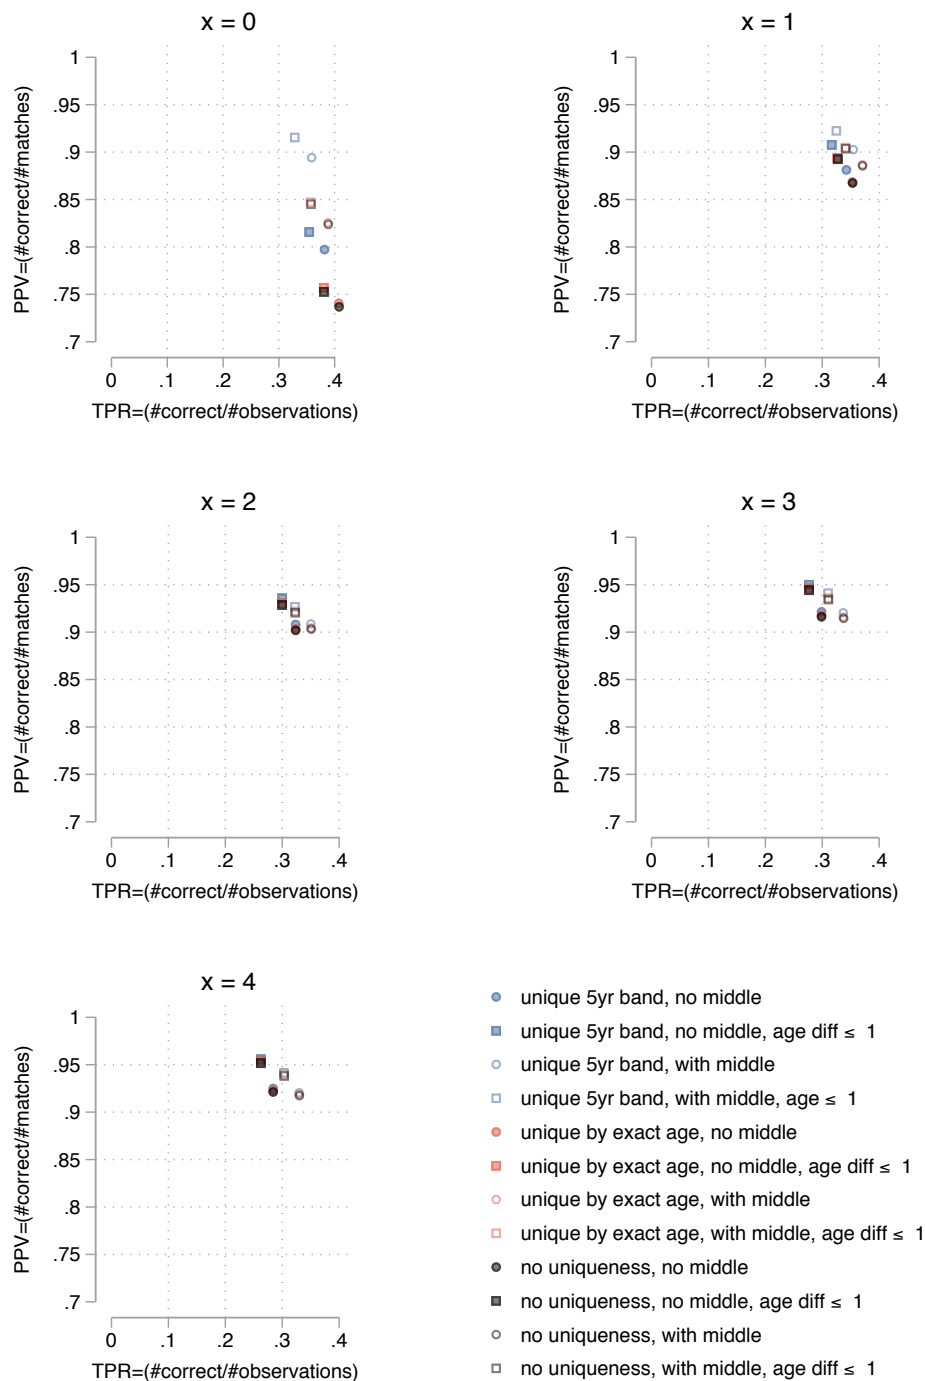 x = 0
1
.95
.9
.85
.8
.75
.7
PPV=(#correct/#matches)
0 .1 .2 .3 .4
TPR=(#correct/#observations)
x = 1
1
.95
.9
.85
.8
.75
.7
PPV=(#correct/#matches)
0 .1 .2 .3 .4
TPR=(#correct/#observations)
x = 2
1
.95
.9
.85
.8
.75
.7
PPV=(#correct/#matches)
0 .1 .2 .3 .4
TPR=(#correct/#observations)
x = 3
1
.95
.9
.85
.8
.75
.7
PPV=(#correct/#matches)
0 .1 .2 .3 .4
TPR=(#correct/#observations)
x = 4
1
.95
.9
.85
.8
.75
.7
PPV=(#correct/#matches)
0 .1 .2 .3 .4
TPR=(#correct/#observations)
unique 5yr band, no middle
unique 5yr band, no middle, age diff ≤ 1
unique 5yr band, with middle
unique 5yr band, with middle, age ≤ 1
unique by exact age, no middle
unique by exact age, no middle, age diff ≤ 1
unique by exact age, with middle
unique by exact age, with middle, age diff ≤ 1
no uniqueness, no middle
no uniqueness, no middle, age diff ≤ 1
no uniqueness, with middle
no uniqueness, with middle, age diff ≤ 1